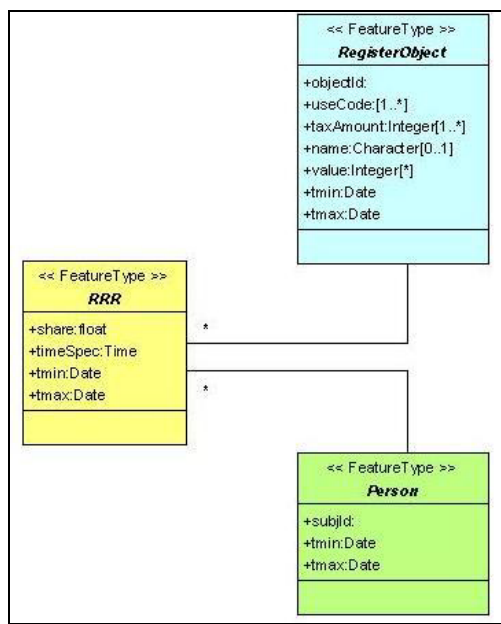 << FeatureType >>
RegisterObject
+objectId:
+useCode:[1..*]
+taxAmount:Integer[1..*]
+name:Character[0..1]
+value:Integer[*]
+tmin:Date
+tmax:Date
<< FeatureType >>
RRR
+share:float
+timeSpec:Time
+tmin:Date
+tmax:Date
*
*
<< FeatureType >>
Person
+subjId:
+tmin:Date
+tmax:Date